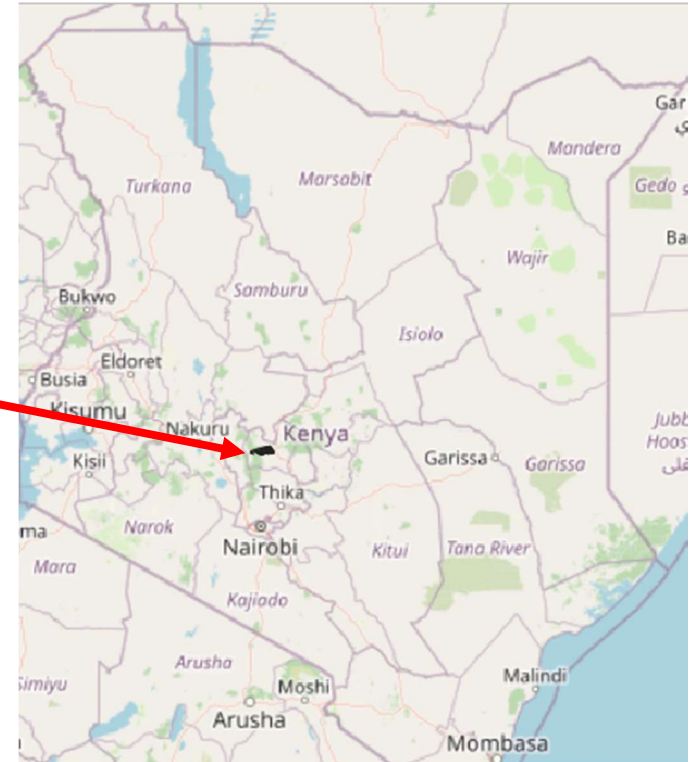 Gar
Mandera
Turkana
Marsabit
Gedo
Ba
Wajir
Samburu
Bukwo
Isiolo
Eldoret
Busia
Kisumu
Nakuru
Kenya
Jubb
Hoos
Kisii
Garissa
Garissa
Thika
ma
Narok
Nairobi
Kitui
Tana River
Mara
Kajiado
Arusha
Simiyu
Moshi
Malindi
Arusha
Mombasa